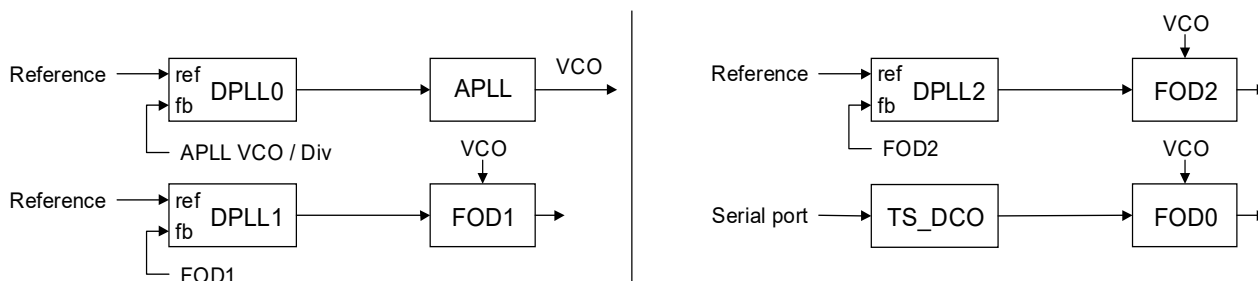 VCO
Reference
ref
DPLL0
fb
APLL
VCO
APLL VCO / Div
VCO
Reference
ref
DPLL1
fb
FOD1
FOD1
Reference
ref
DPLL2
fb
FOD2
FOD2
VCO
Serial port
TS_DCO
FOD0